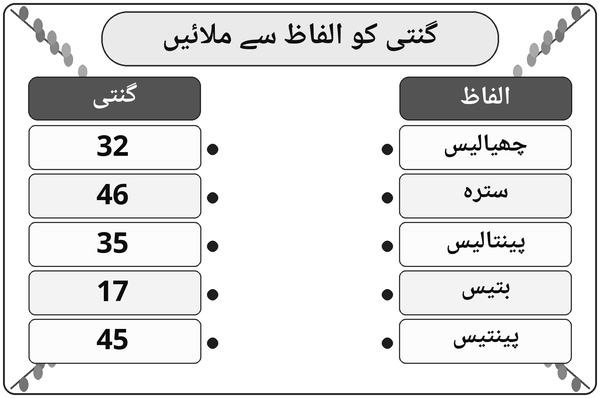 گنتی کو الفاظ سے ملائیں
الفاظ گنتی
چھیالیس 32
سترہ 46
پینتالیس 35
بتیس 17
پینتیس 45